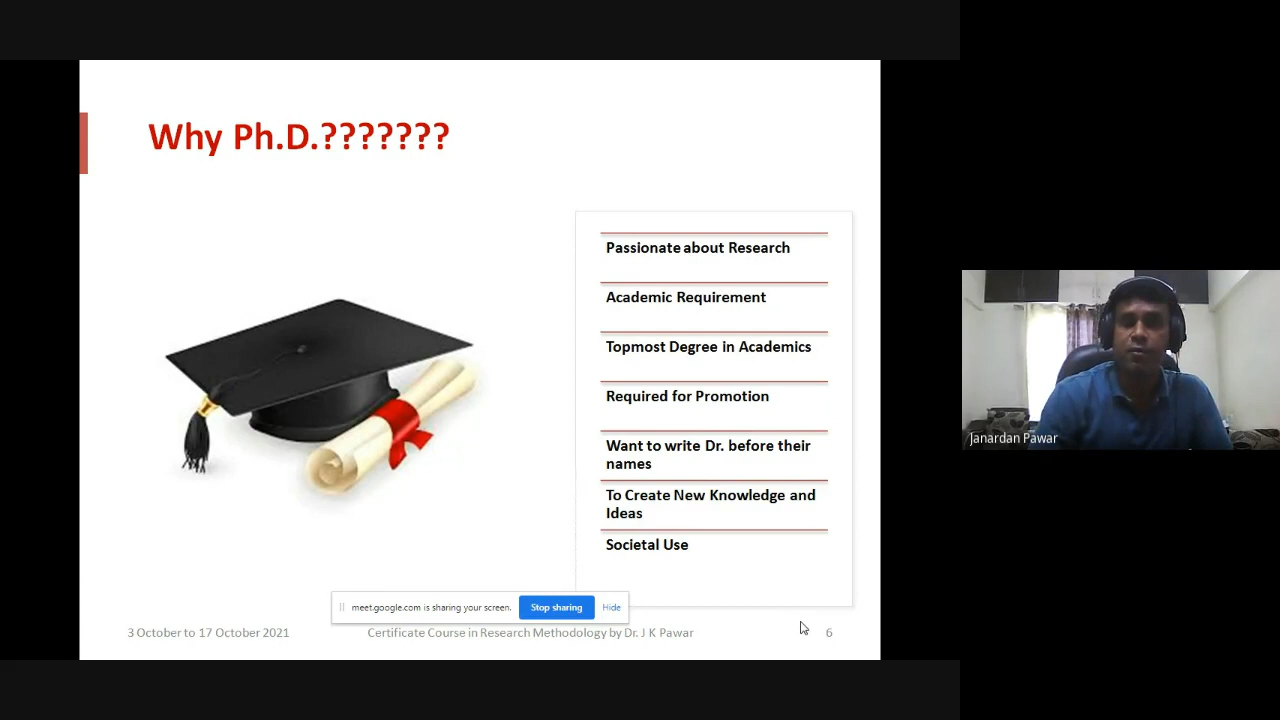 Why Ph.D.???????
Passionate about Research
Academic Requirement
Topmost Degree in Academics
Required for Promotion
Want to write Dr. before their
names
To Create New Knowledge and
Ideas
Societal Use
meet.google.com is sharing your screen.
Stop sharing
Hide
3 October to 17 October 2021
Certificate Course in Research Methodology by Dr. J K Pawar
6
Janardan Pawar